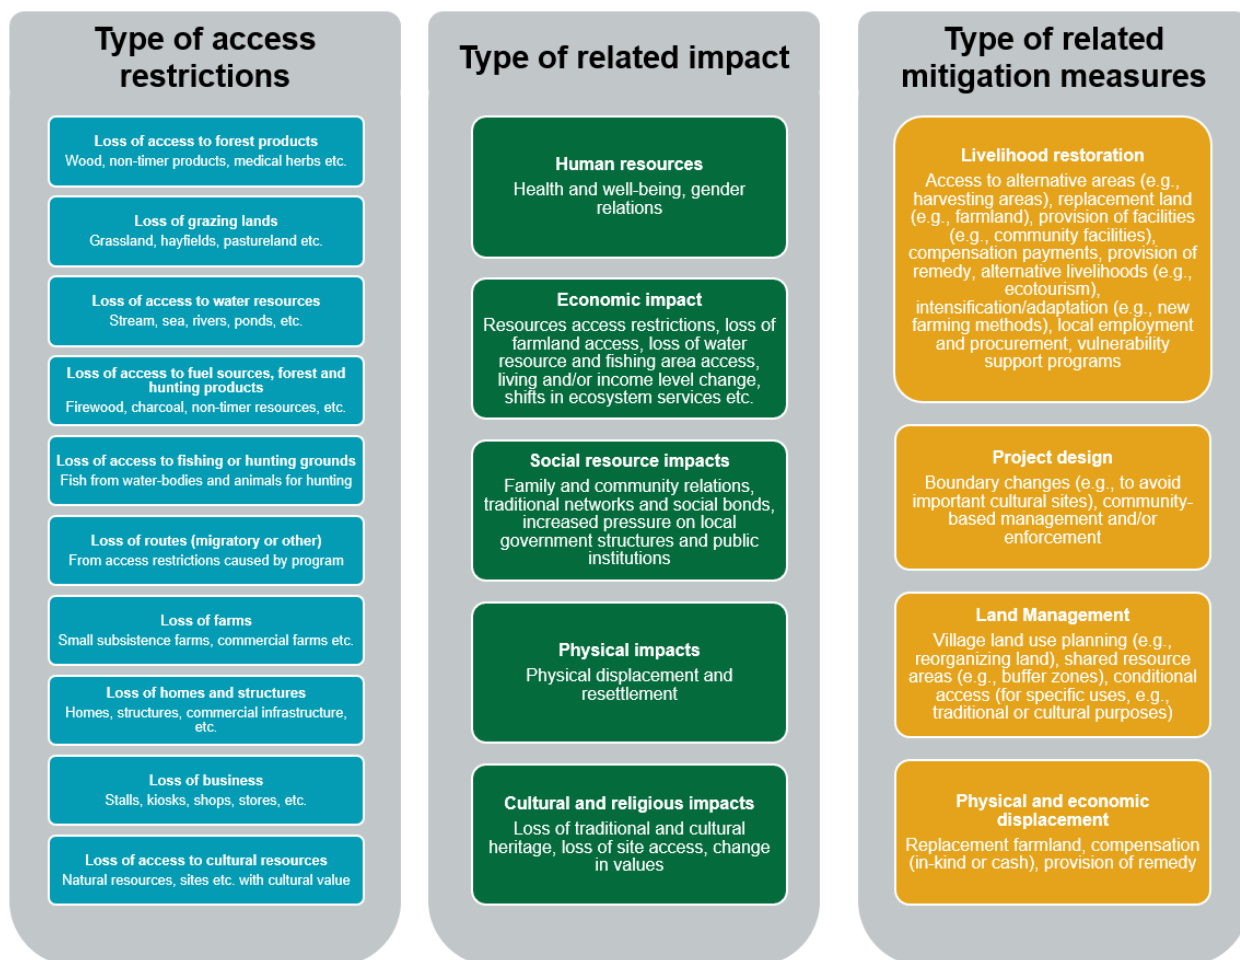 Type of access
restrictions
Loss of access to forest products
Wood, non-timer products, medical herbs etc.
Loss of grazing lands
Grassland, hayfields, pastureland etc.
Loss of access to water resources
Stream, sea, rivers, ponds, etc.
Loss of access to fuel sources, forest and
hunting products
Firewood, charcoal, non-timer resources, etc.
Loss of access to fishing or hunting grounds
Fish from water-bodies and animals for hunting
Loss of routes (migratory or other)
From access restrictions caused by program
Loss of farms
Small subsistence farms, commercial farms etc.
Loss of homes and structures
Homes, structures, commercial infrastructure,
etc.
Loss of business
Stalls, kiosks, shops, stores, etc.
Loss of access to cultural resources
Natural resources, sites etc. with cultural value
Type of related impact
Human resources
Health and well-being, gender
relations
Economic impact
Resources access restrictions, loss of
farmland access, loss of water
resource and fishing area access,
living and/or income level change,
shifts in ecosystem services etc.
Social resource impacts
Family and community relations,
traditional networks and social bonds,
increased pressure on local
government structures and public
institutions
Physical impacts
Physical displacement and
resettlement
Cultural and religious impacts
Loss of traditional and cultural
heritage, loss of site access, change
in values
Type of related
mitigation measures
Livelihood restoration
Access to alternative areas (e.g.,
harvesting areas), replacement land
(e.g., farmland), provision of facilities
(e.g., community facilities),
compensation payments, provision of
remedy, alternative livelihoods (e.g.,
ecotourism),
intensification/adaptation (e.g., new
farming methods), local employment
and procurement, vulnerability
support programs
Project design
Boundary changes (e.g., to avoid
important cultural sites), community-
based management and/or
enforcement
Land Management
Village land use planning (e.g.,
reorganizing land), shared resource
areas (e.g., buffer zones), conditional
access (for specific uses, e.g.,
traditional or cultural purposes)
Physical and economic
displacement
Replacement farmland, compensation
(in-kind or cash), provision of remedy